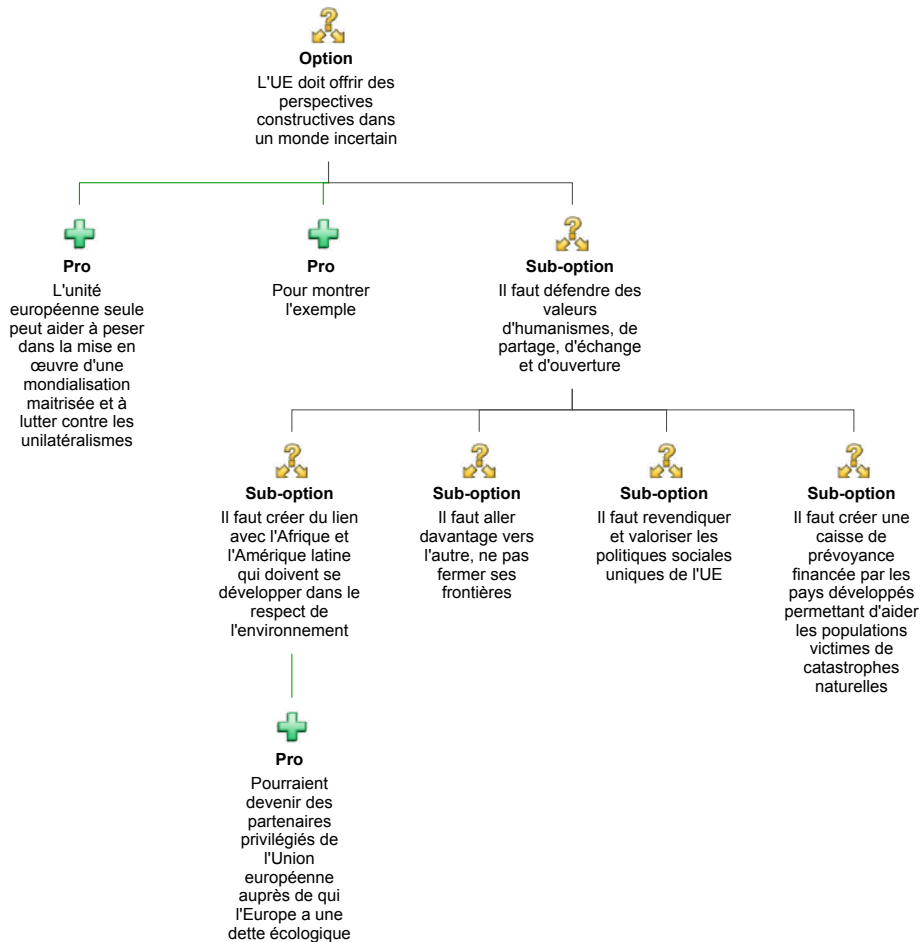 Option
L'UE doit offrir des
perspectives
constructives dans
un monde incertain
Pro
L'unité
européenne seule
peut aider à peser
dans la mise en
œuvre d'une
mondialisation
maitrisée et à
lutter contre les
unilatéralismes
Pro
Pour montrer
l'exemple
Sub-option
Il faut défendre des
valeurs
d'humanismes, de
partage, d'échange
et d'ouverture
Sub-option
Il faut créer du lien
avec l'Afrique et
l'Amérique latine
qui doivent se
développer dans le
respect de
l'environnement
Sub-option
Il faut aller
davantage vers
l'autre, ne pas
fermer ses
frontières
Sub-option
Il faut revendiquer
et valoriser les
politiques sociales
uniques de l'UE
Sub-option
Il faut créer une
caisse de
prévoyance
financée par les
pays développés
permettant d'aider
les populations
victimes de
catastrophes
naturelles
Pro
Pourraient
devenir des
partenaires
privilégiés de
l'Union
européenne
auprès de qui
l'Europe a une
dette écologique